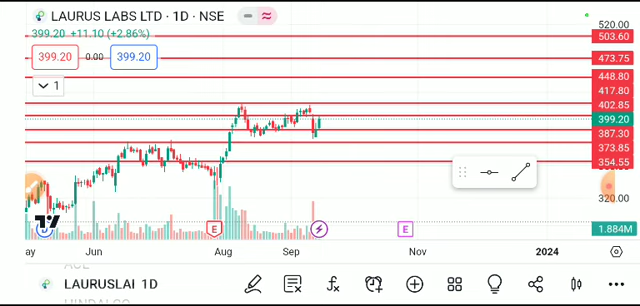 LAURUS LABS LTD · 1D · NSE
399.20 +11.10 (+2.86%)
399.20 0.00 399.20
1
520.00
503.60
473.75
448.80
417.80
402.85
399.20
387.30
373.85
354.55
320.00
1.884M
E
E
D
Jun Aug Sep Nov 2024
LAURUSLAI 1D